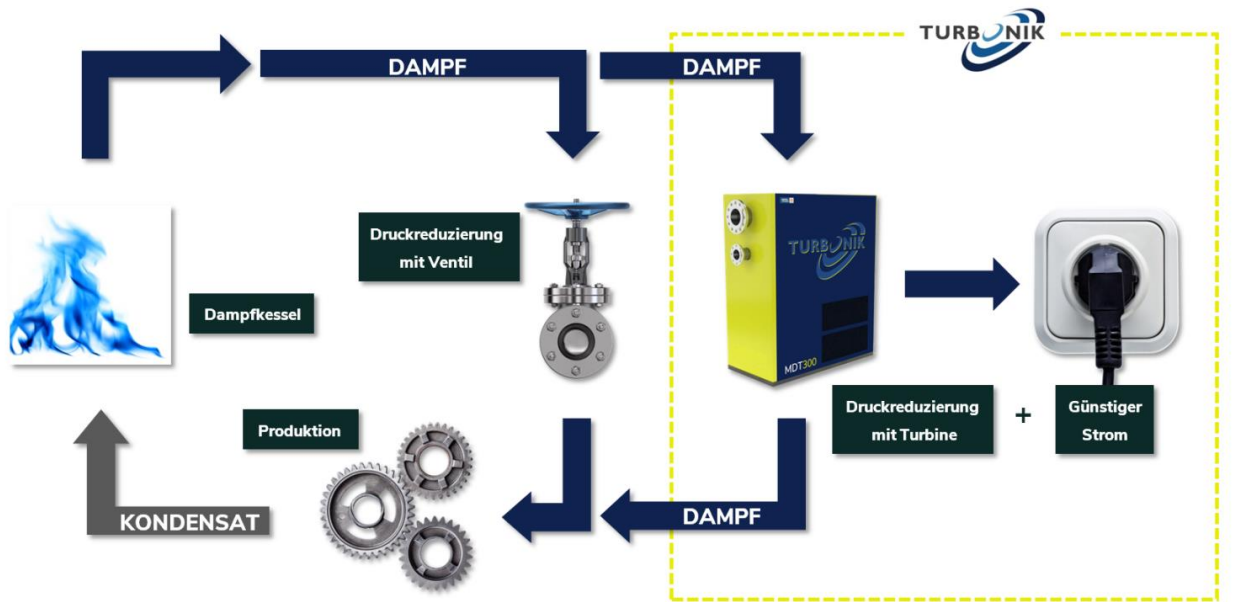 TURBONIK
DAMPF
DAMPF
Druckreduzierung
mit Ventil
TURBONIK
Dampfkessel
MDT300
Druckreduzierung
mit Turbine
+
Günstiger
Strom
Produktion
KONDENSAT
DAMPF